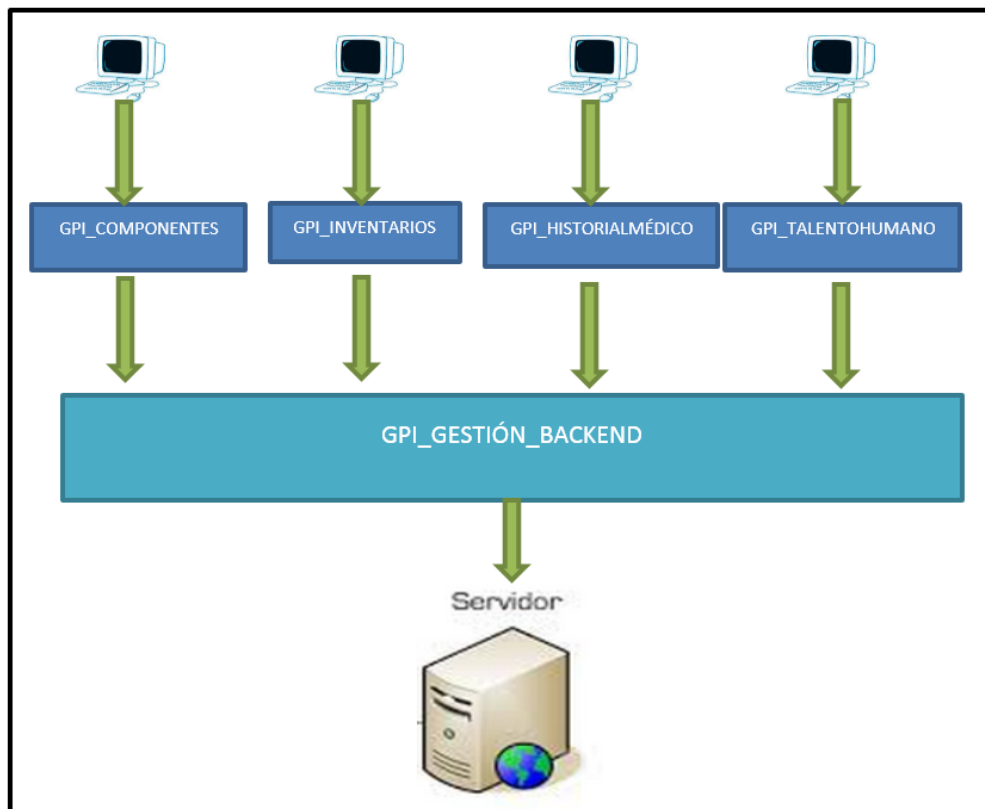 GPI_COMPONENTES
GPI_INVENTARIOS
GPI_HISTORIALMÉDICO
GPI_TALENTOHUMANO
GPI_GESTIÓN_BACKEND
Servidor